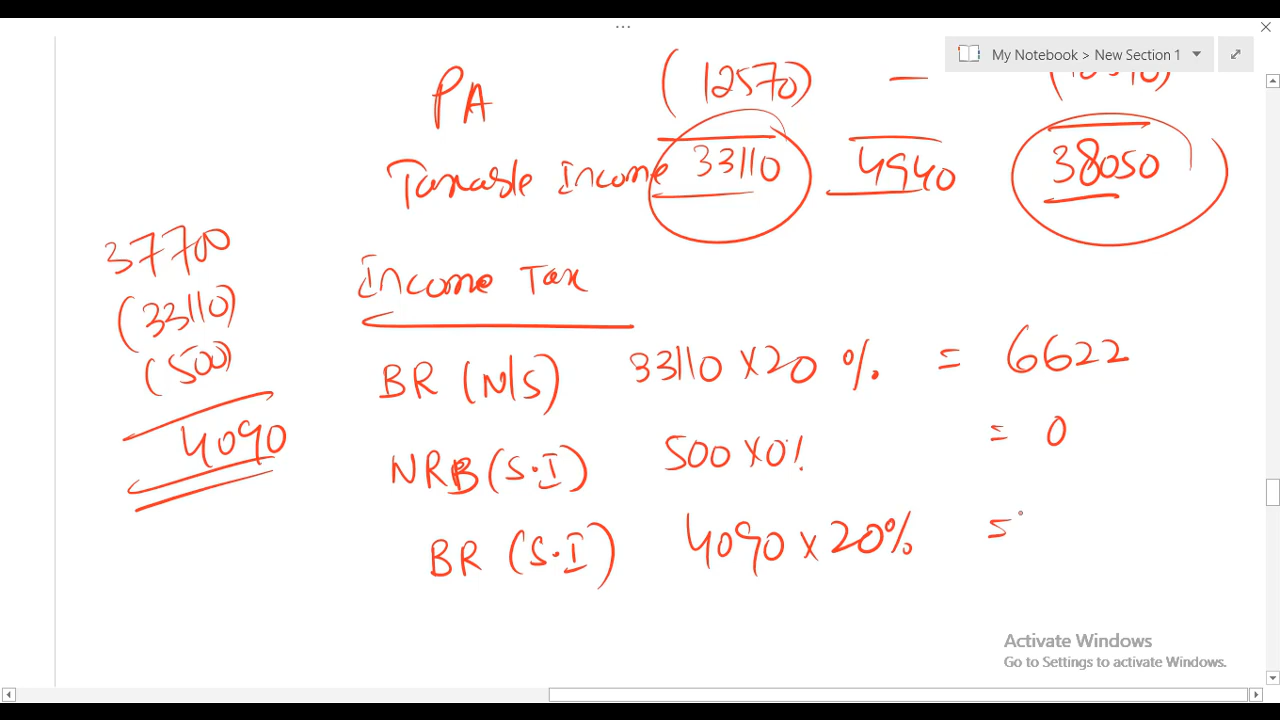 My Notebook > New Section 1
PA (12570) —
Taxable Income 33110 4940 38050
37700
(33110)
(500)
4090
Income Tax
BR (N/S) 33110 x 20 % = 6622
NRB (S.I) 500 x 0% = 0
BR (S.I) 4090 x 20% =
Activate Windows
Go to Settings to activate Windows.